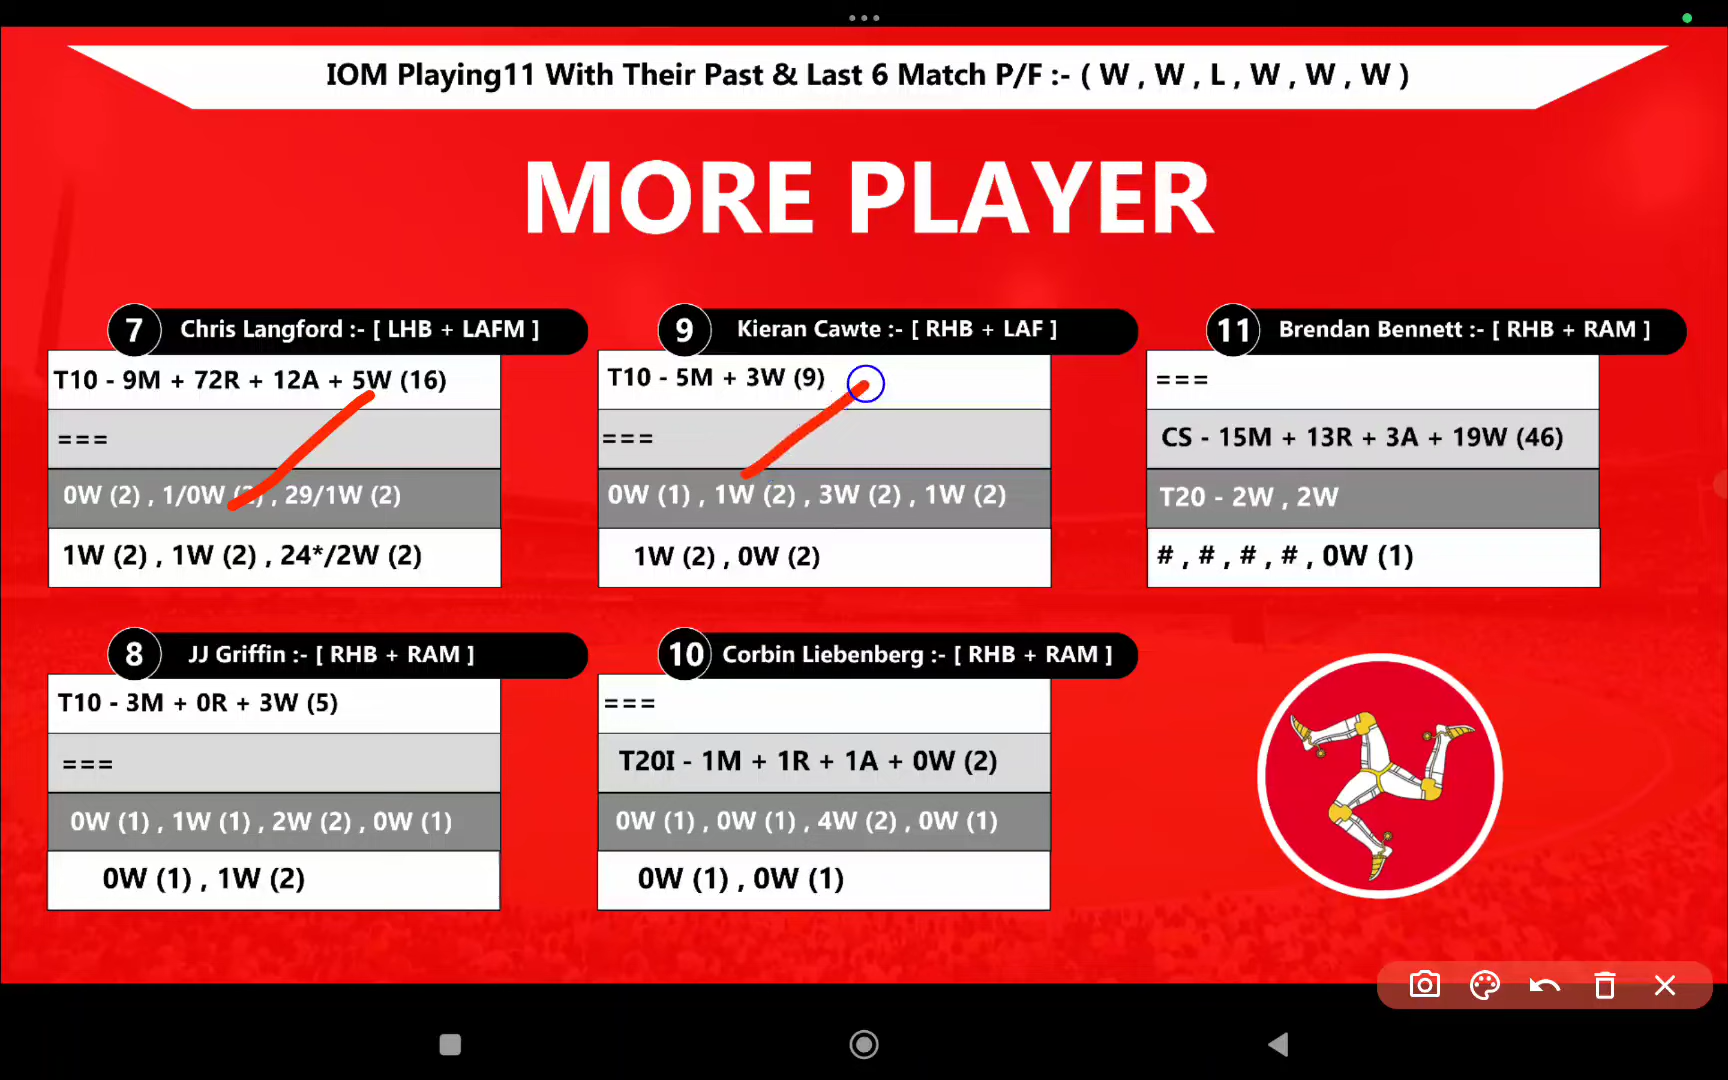 IOM Playing11 With Their Past & Last 6 Match P/F :- ( W , W , L , W , W , W )
MORE PLAYER
7 Chris Langford :- [ LHB + LAFM ]
T10 - 9M + 72R + 12A + 5W (16)
===
0W (2) , 1/0W (2) , 29/1W (2)
1W (2) , 1W (2) , 24*/2W (2)
8 JJ Griffin :- [ RHB + RAM ]
T10 - 3M + 0R + 3W (5)
===
0W (1) , 1W (1) , 2W (2) , 0W (1)
0W (1) , 1W (2)
9 Kieran Cawte :- [ RHB + LAF ]
T10 - 5M + 3W (9)
===
0W (1) , 1W (2) , 3W (2) , 1W (2)
1W (2) , 0W (2)
10 Corbin Liebenberg :- [ RHB + RAM ]
===
T20I - 1M + 1R + 1A + 0W (2)
0W (1) , 0W (1) , 4W (2) , 0W (1)
0W (1) , 0W (1)
11 Brendan Bennett :- [ RHB + RAM ]
===
CS - 15M + 13R + 3A + 19W (46)
T20 - 2W , 2W
# , # , # , # , 0W (1)